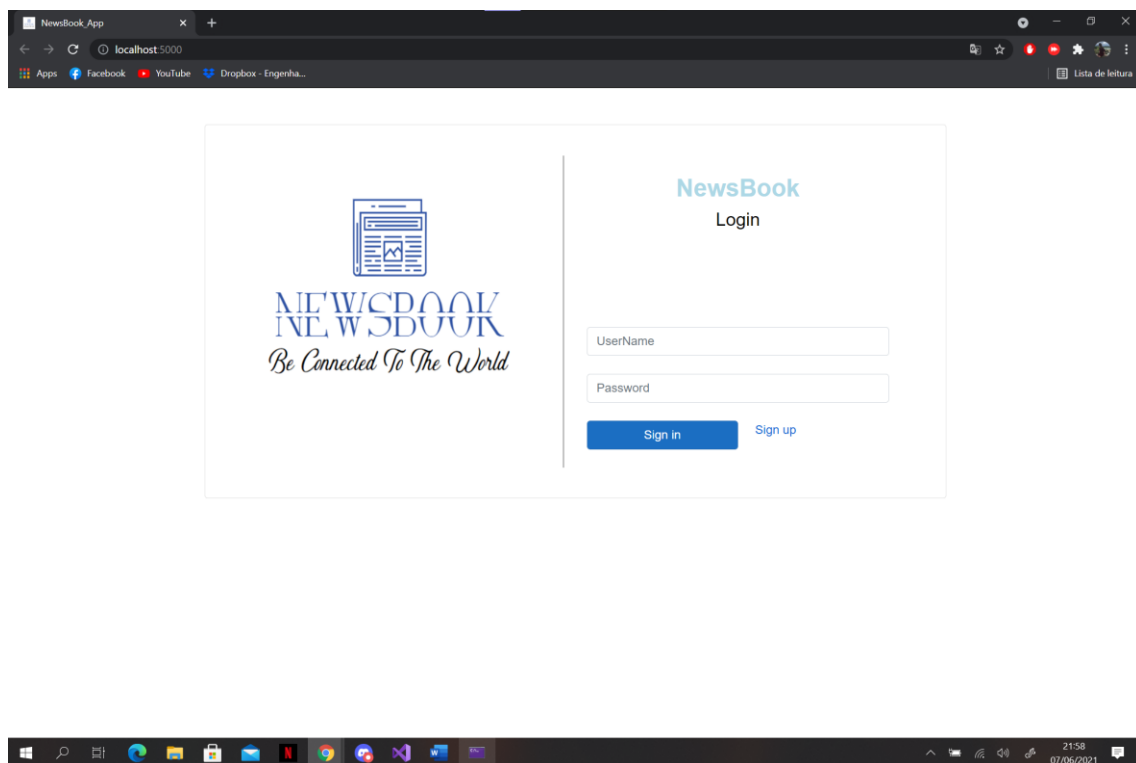 NewsBook_App
localhost:5000
Apps Facebook YouTube Dropbox - Engenha... Lista de leitura
NEWSBOOK
Be Connected To The World
NewsBook
Login
UserName
Password
Sign in Sign up
21:58
07/06/2021